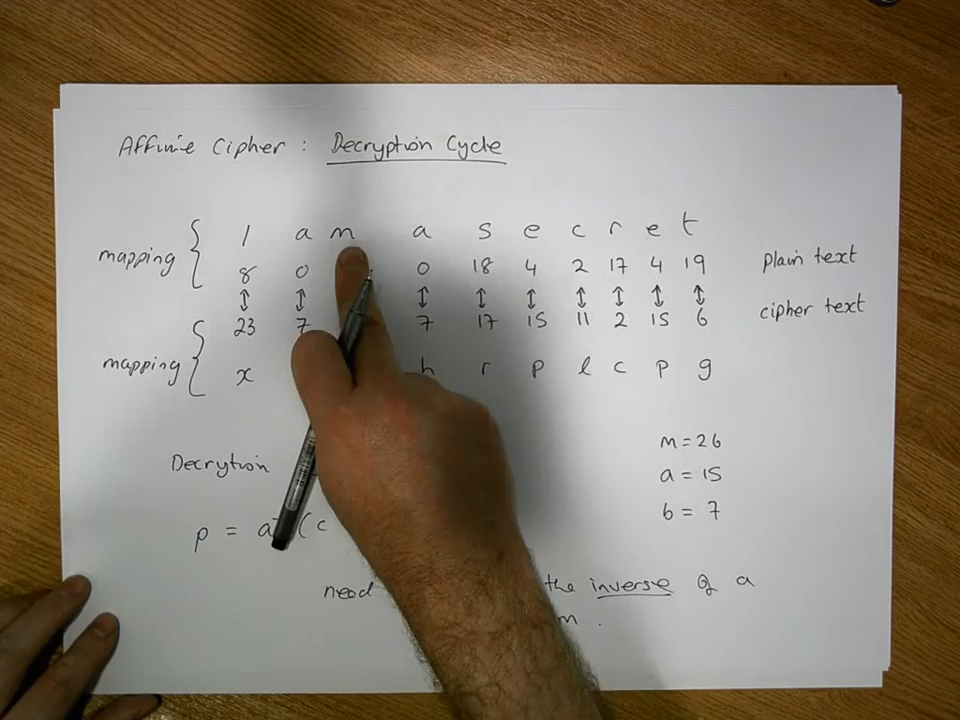 Affine Cipher : Decryption Cycle
mapping { I a m a s e c r e t
8 0 0 18 4 2 17 4 19 plain text
↕ ↕ ↕ ↕ ↕ ↕ ↕ ↕ ↕
23 7 7 17 15 11 2 15 6 cipher text
mapping { x h r p l c p g
m = 26
Decrytion a = 15
b = 7
p = a⁻ (c
need the inverse of a
m .